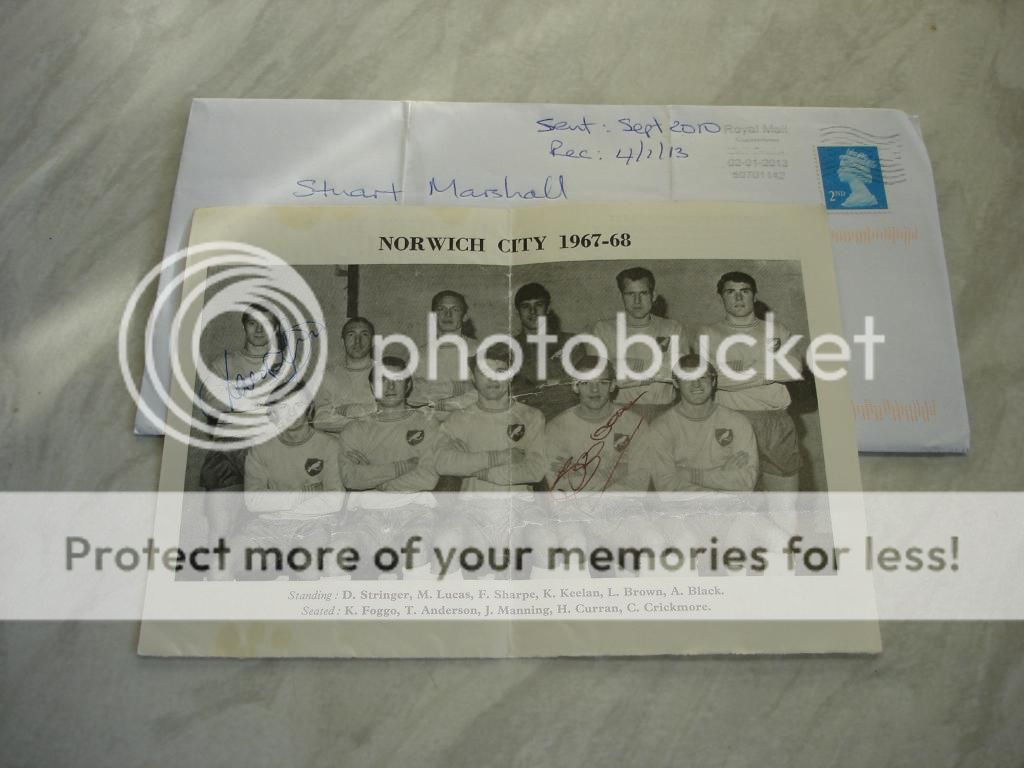 Sent : Sept 2010
Rec : 4/1/13
Royal Mail
02-01-2013
50701142
2ND
Stuart Marshall
NORWICH CITY 1967-68
photobucket
Protect more of your memories for less!
Standing : D. Stringer, M. Lucas, F. Sharpe, K. Keelan, L. Brown, A. Black.
Seated : K. Foggo, T. Anderson, J. Manning, H. Curran, C. Crickmore.